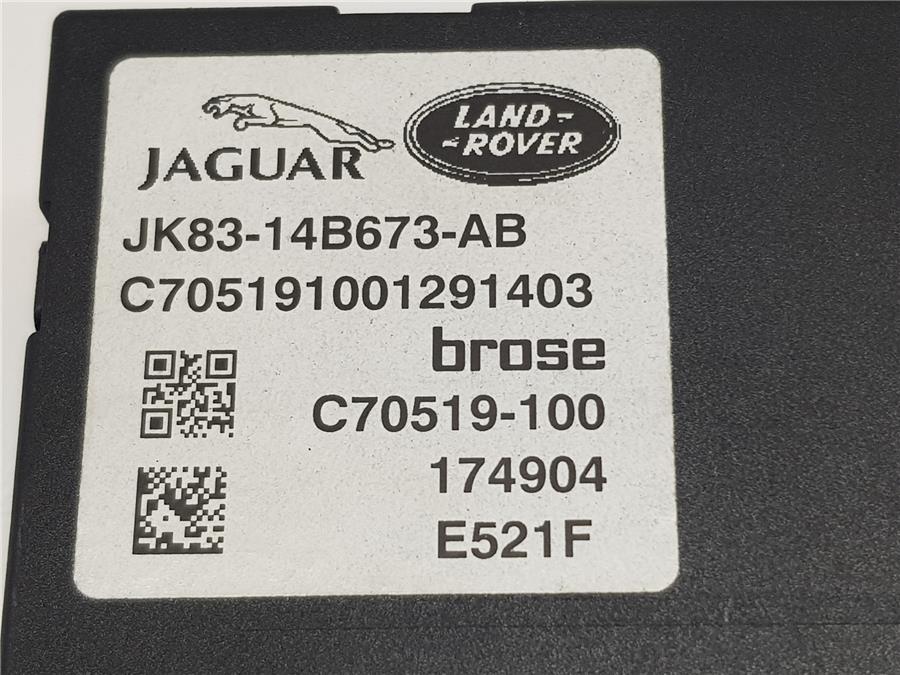 JAGUAR
LAND-
-ROVER
JK83-14B673-AB
C705191001291403
brose
C70519-100
174904
E521F